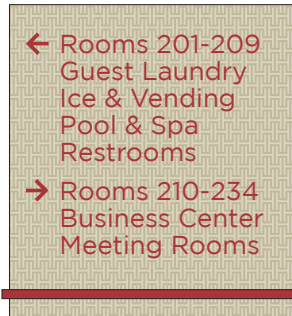 ← Rooms 201-209
Guest Laundry
Ice & Vending
Pool & Spa
Restrooms
→ Rooms 210-234
Business Center
Meeting Rooms